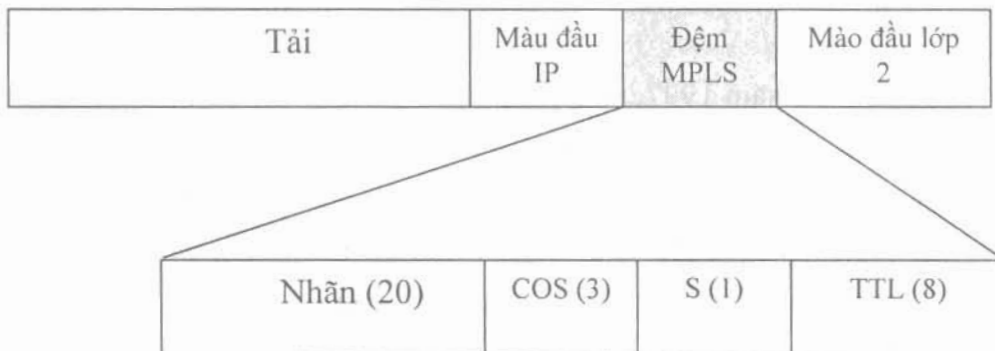 Tải
Màu đầu
IP
Đệm
MPLS
Mào đầu lớp
2
Nhãn (20)
COS (3)
S (1)
TTL (8)